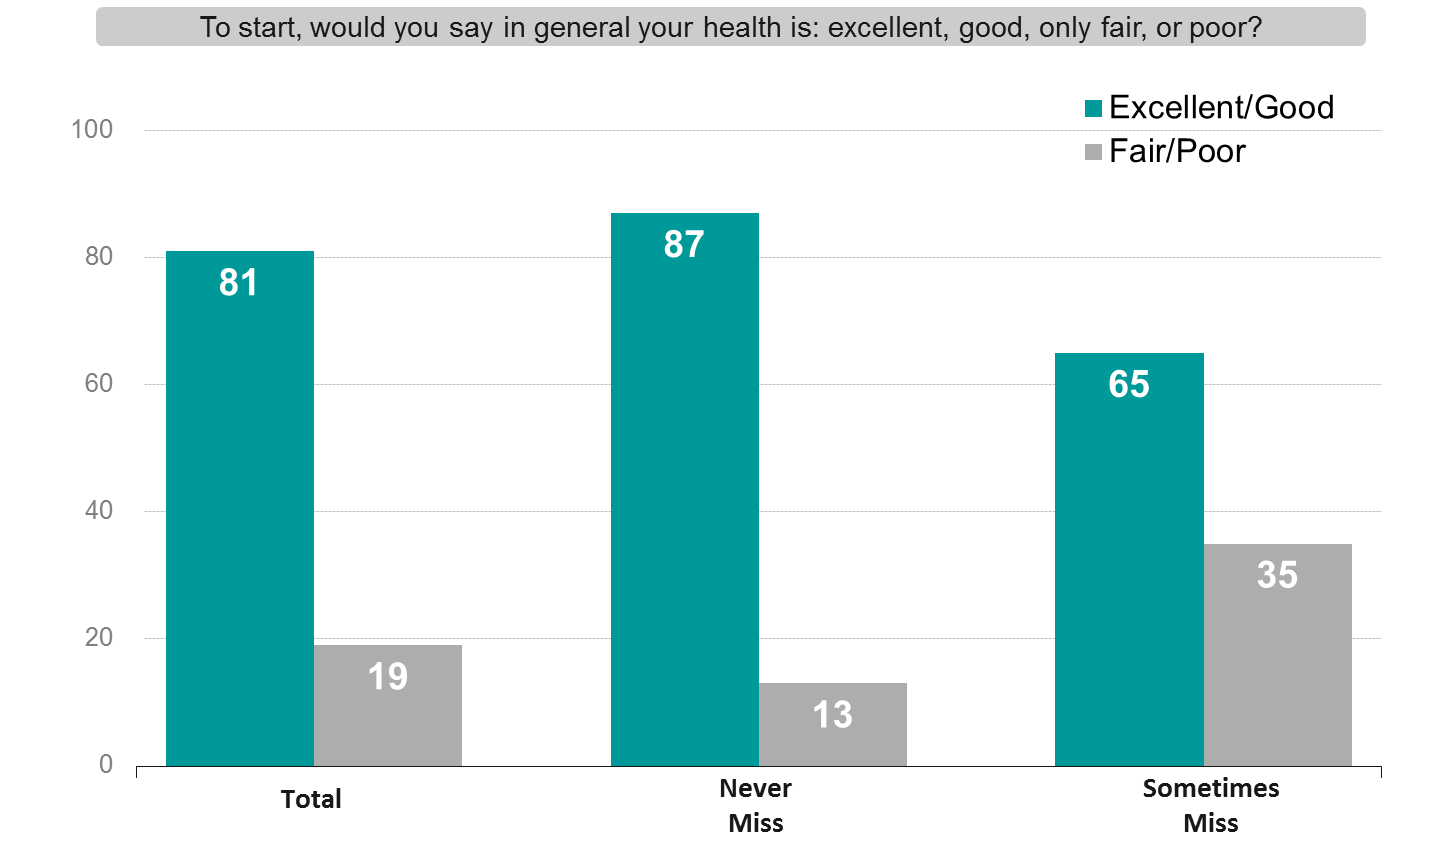 To start, would you say in general your health is: excellent, good, only fair, or poor?
Excellent/Good
Fair/Poor
100
80
60
40
20
0
81
19
87
13
65
35
Total
Never
Miss
Sometimes
Miss